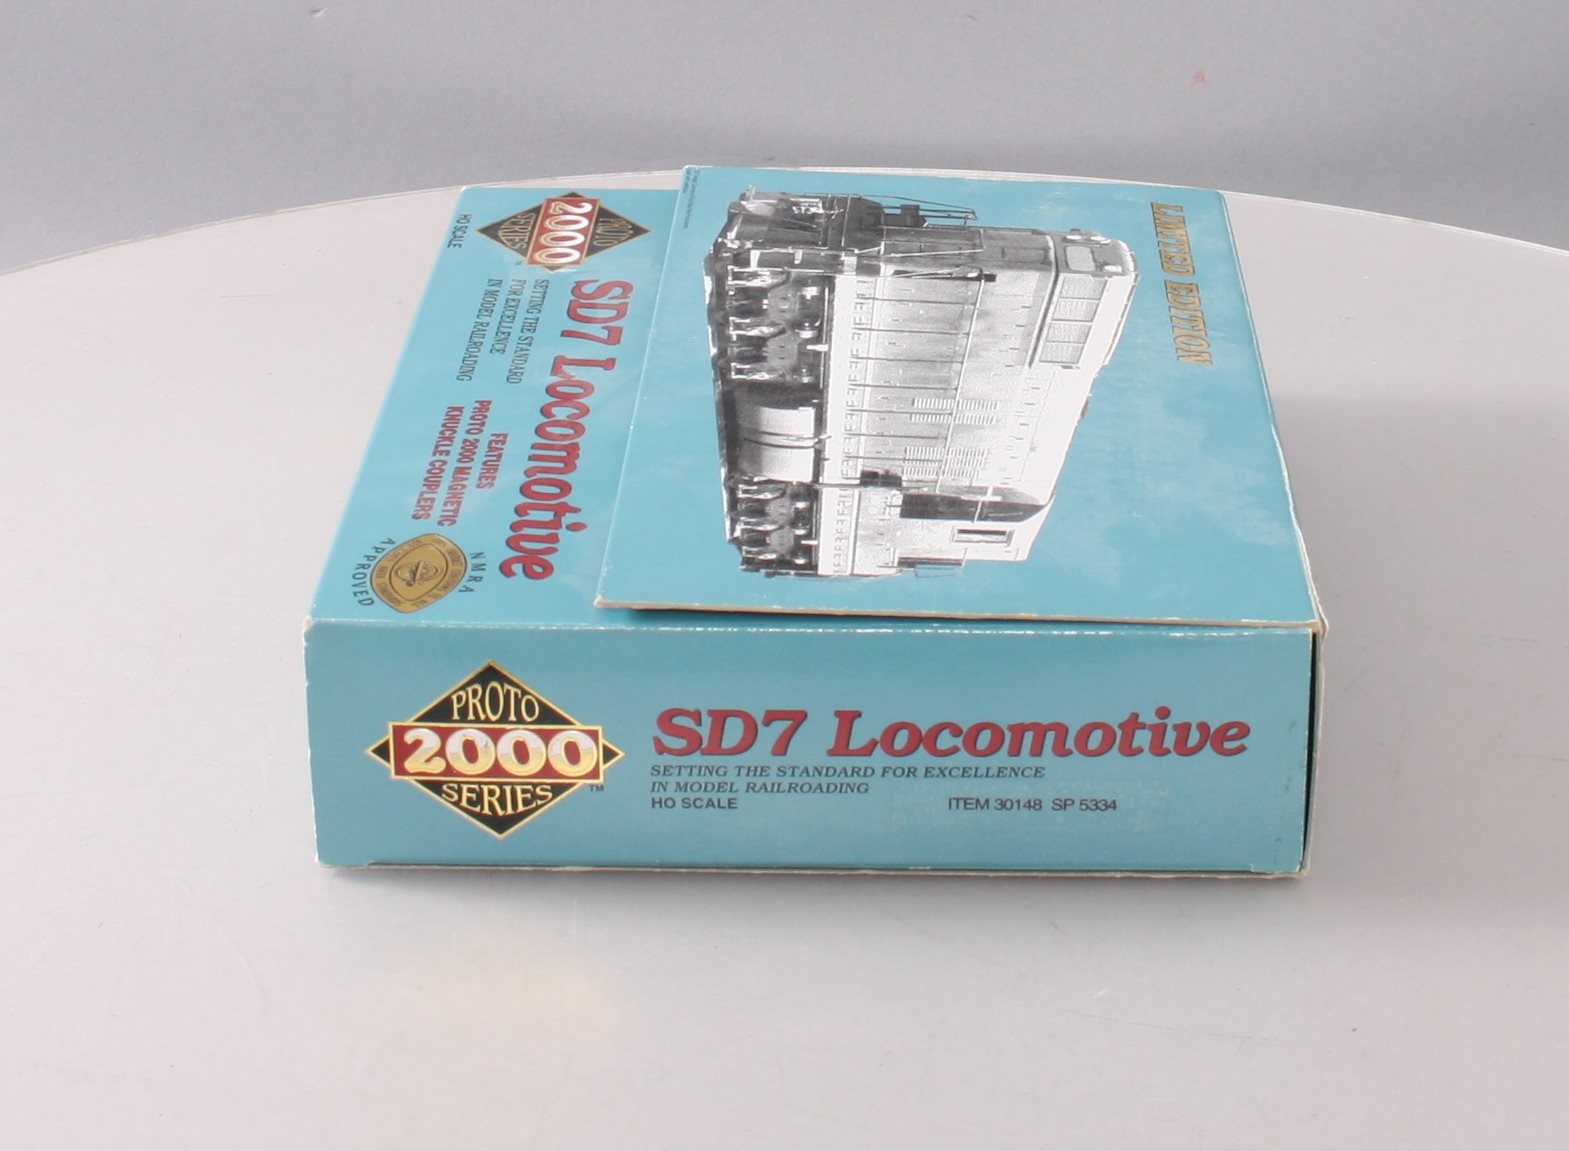 LIMITED EDITION
PROTO
2000
SERIES
HO SCALE
SD7 Locomotive
SETTING THE STANDARD
FOR EXCELLENCE
IN MODEL RAILROADING
FEATURES
PROTO 2000 MAGNETIC
KNUCKLE COUPLERS
NMRA
APPROVED
PROTO
2000
SERIES
TM
SD7 Locomotive
SETTING THE STANDARD FOR EXCELLENCE
IN MODEL RAILROADING
HO SCALE ITEM 30148 SP 5334